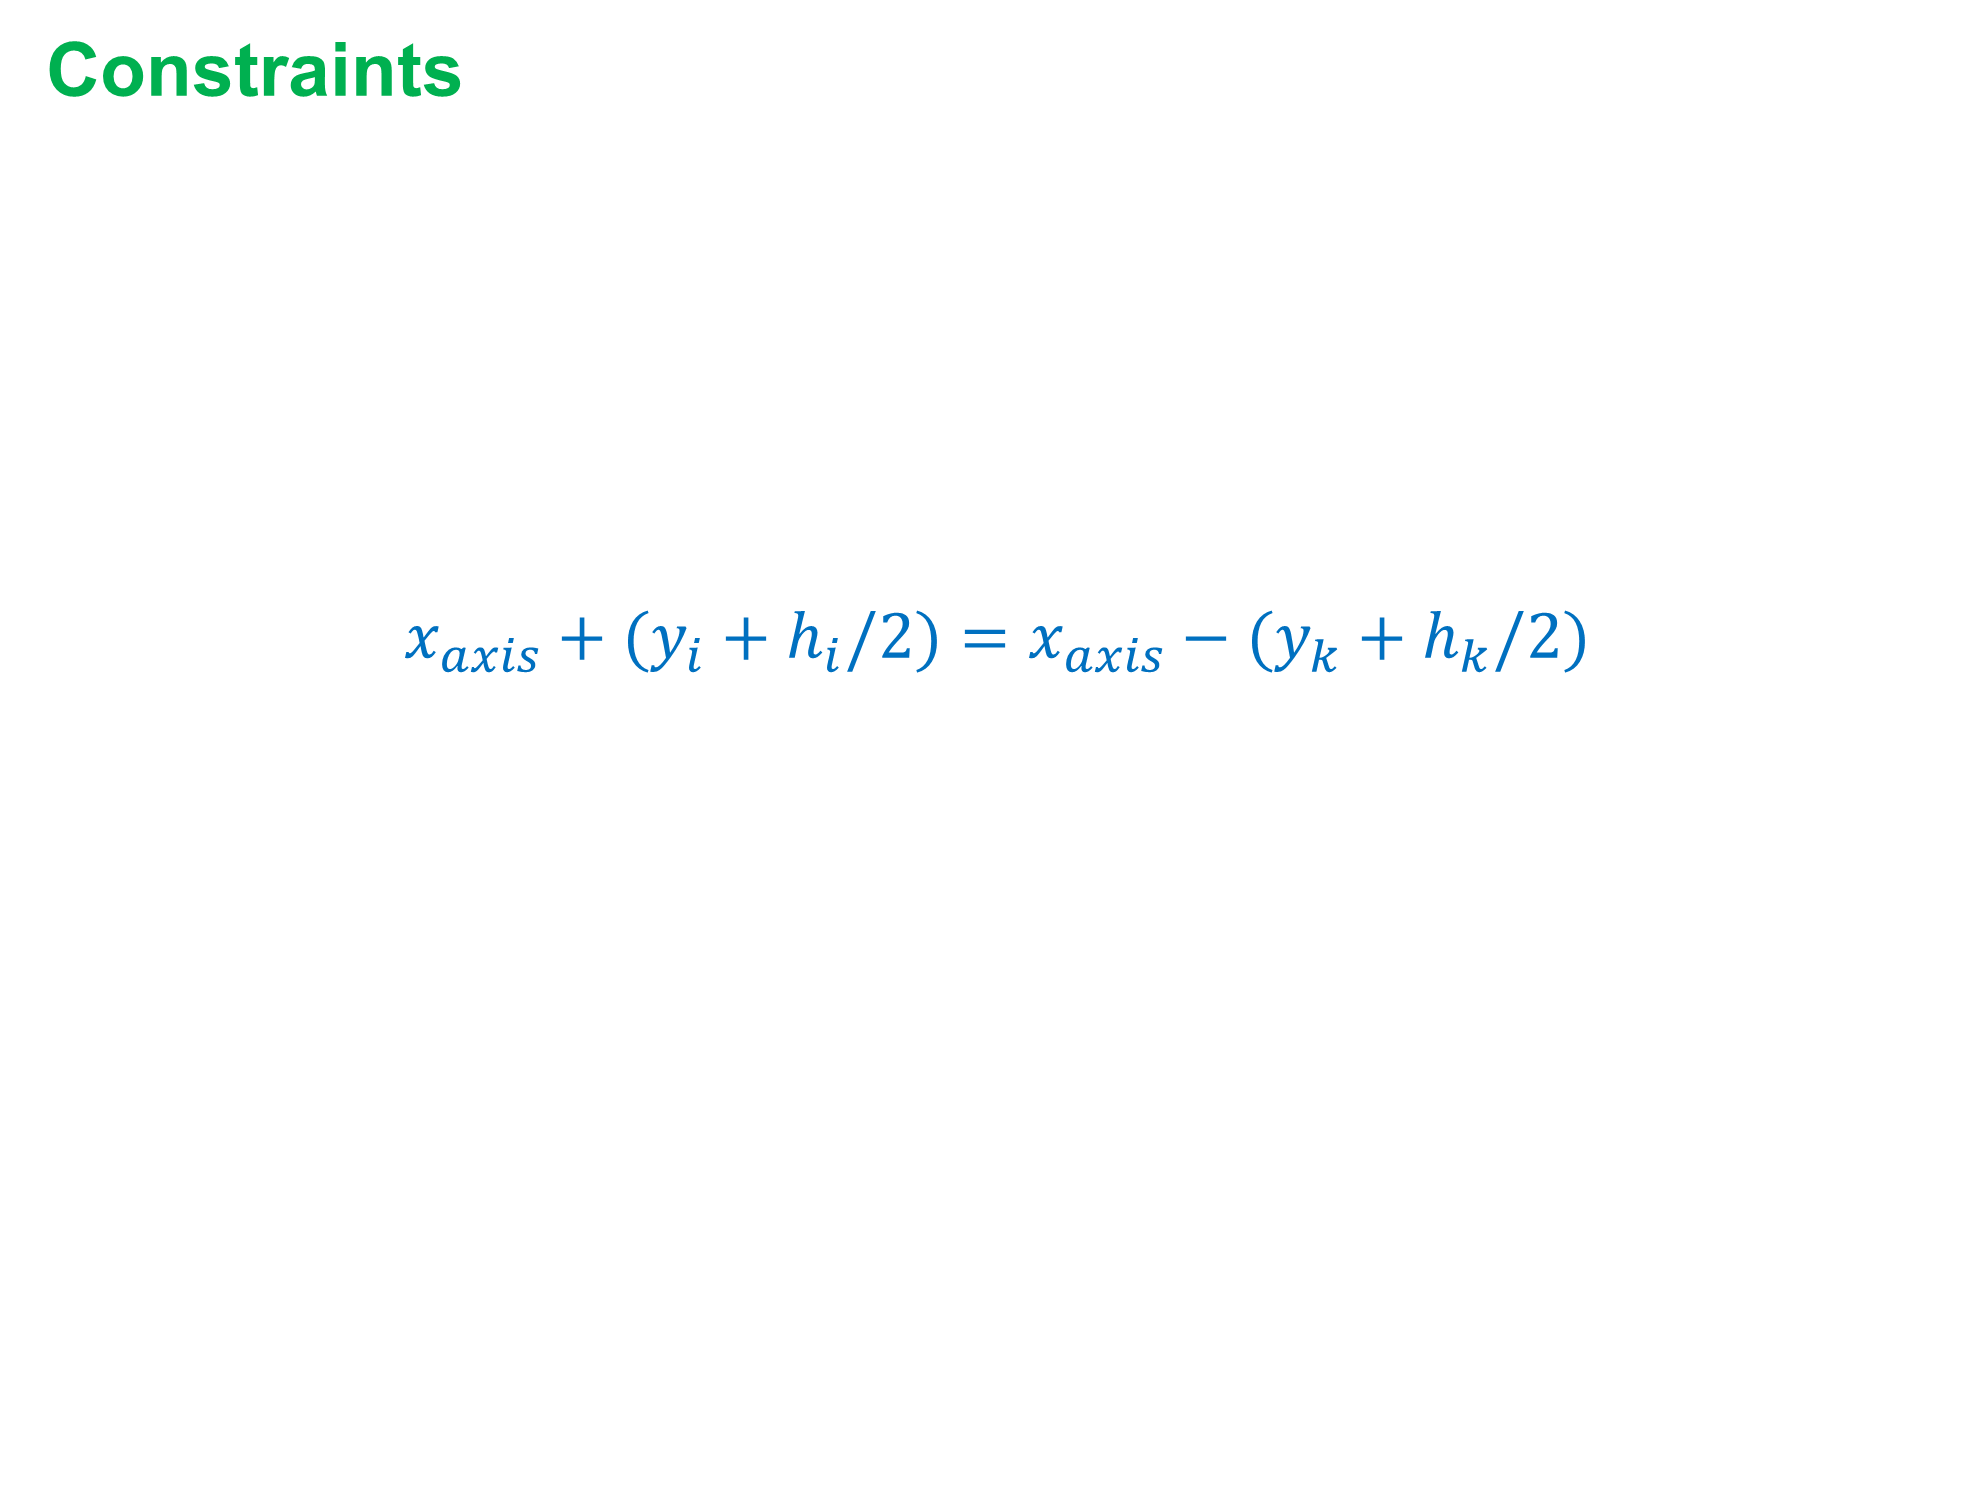 Constraints
x_{axis} + (y_i + h_i/2) = x_{axis} − (y_k + h_k/2)